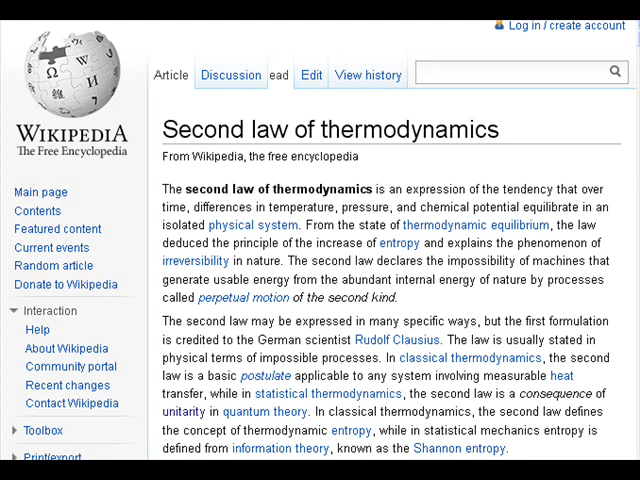 Log in / create account
Article Discussion ead Edit View history
Ω W И
WIKIPEDIA
The Free Encyclopedia
Second law of thermodynamics
From Wikipedia, the free encyclopedia
Main page
Contents
Featured content
Current events
Random article
Donate to Wikipedia
Interaction
Help
About Wikipedia
Community portal
Recent changes
Contact Wikipedia
Toolbox
Print/export
The second law of thermodynamics is an expression of the tendency that over
time, differences in temperature, pressure, and chemical potential equilibrate in an
isolated physical system. From the state of thermodynamic equilibrium, the law
deduced the principle of the increase of entropy and explains the phenomenon of
irreversibility in nature. The second law declares the impossibility of machines that
generate usable energy from the abundant internal energy of nature by processes
called perpetual motion of the second kind.
The second law may be expressed in many specific ways, but the first formulation
is credited to the German scientist Rudolf Clausius. The law is usually stated in
physical terms of impossible processes. In classical thermodynamics, the second
law is a basic postulate applicable to any system involving measurable heat
transfer, while in statistical thermodynamics, the second law is a consequence of
unitarity in quantum theory. In classical thermodynamics, the second law defines
the concept of thermodynamic entropy, while in statistical mechanics entropy is
defined from information theory, known as the Shannon entropy.